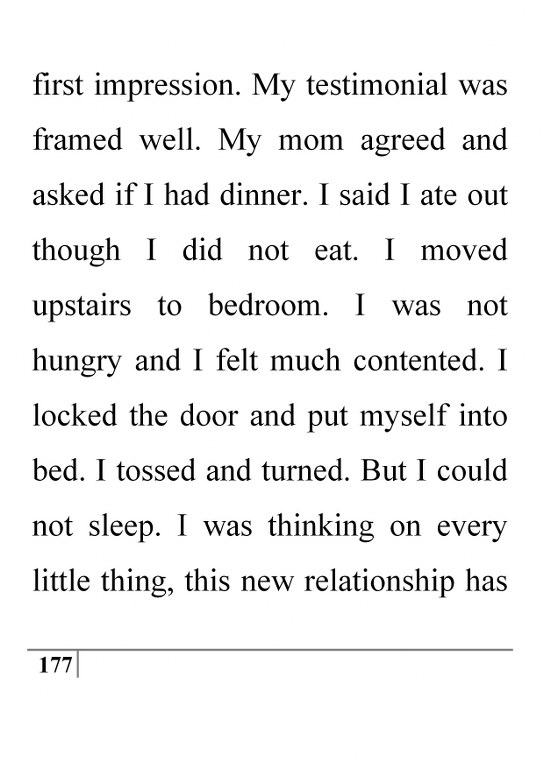 first impression. My testimonial was
framed well. My mom agreed and
asked if I had dinner. I said I ate out
though I did not eat. I moved
upstairs to bedroom. I was not
hungry and I felt much contented. I
locked the door and put myself into
bed. I tossed and turned. But I could
not sleep. I was thinking on every
little thing, this new relationship has
177